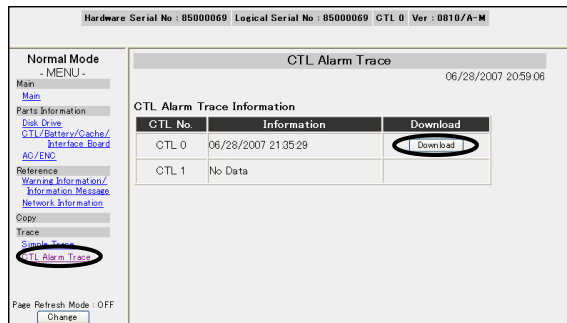 Hardware Serial No : 85000069 Logical Serial No : 85000069 CTL 0 Ver : 0810/A-M
Normal Mode
- MENU -
Main
Main
Parts Information
Disk Drive
CTL/Battery/Cache/
Interface Board
AC/ENC
Reference
Warning Information/
Information Message
Network Information
Copy
Trace
Simple Trace
CTL Alarm Trace
Page Refresh Mode : OFF
Change
CTL Alarm Trace
06/28/2007 20:59:06
CTL Alarm Trace Information
CTL No. Information Download
CTL 0 06/28/2007 21:35:29 Download
CTL 1 No Data